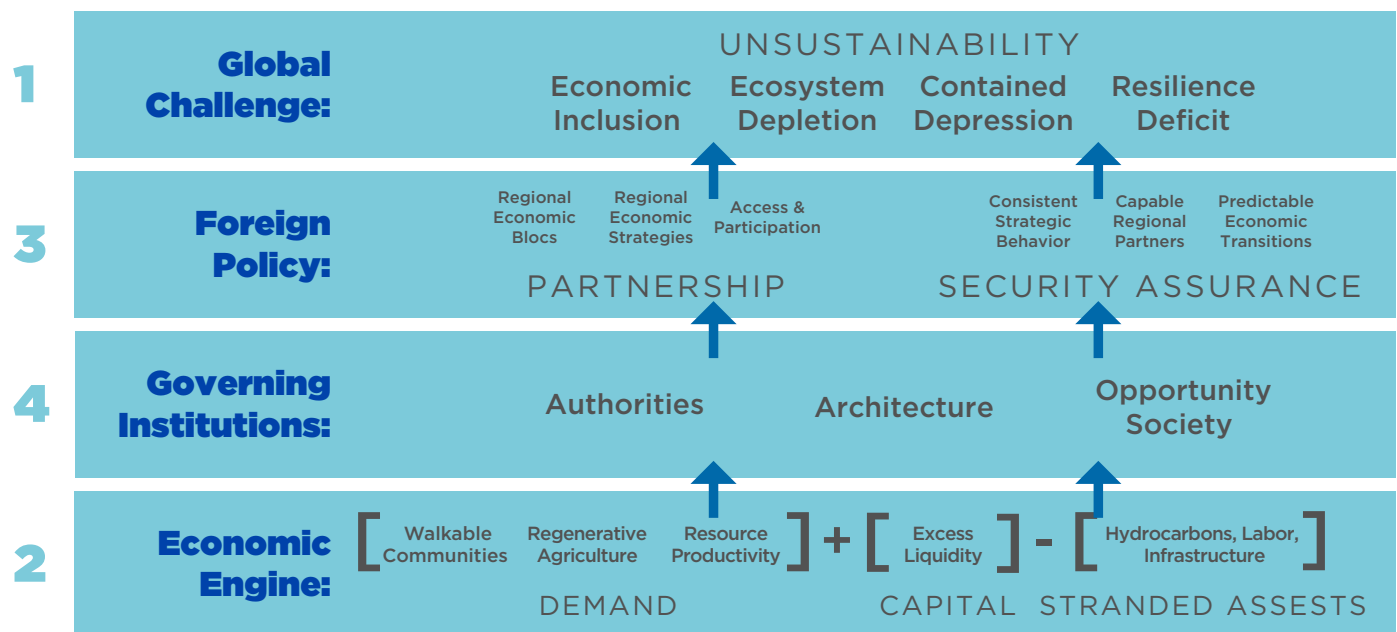 1
Global
Challenge:
UNSUSTAINABILITY
Economic
Inclusion
Ecosystem
Depletion
Contained
Depression
Resilience
Deficit
3
Foreign
Policy:
Regional
Economic
Blocs
Regional
Economic
Strategies
Access &
Participation
Consistent
Strategic
Behavior
Capable
Regional
Partners
Predictable
Economic
Transitions
PARTNERSHIP
SECURITY ASSURANCE
4
Governing
Institutions:
Authorities
Architecture
Opportunity
Society
2
Economic
Engine:
[
Walkable
Communities
Regenerative
Agriculture
Resource
Productivity
] + [
Excess
Liquidity
] - [
Hydrocarbons, Labor,
Infrastructure
]
DEMAND
CAPITAL
STRANDED ASSESTS